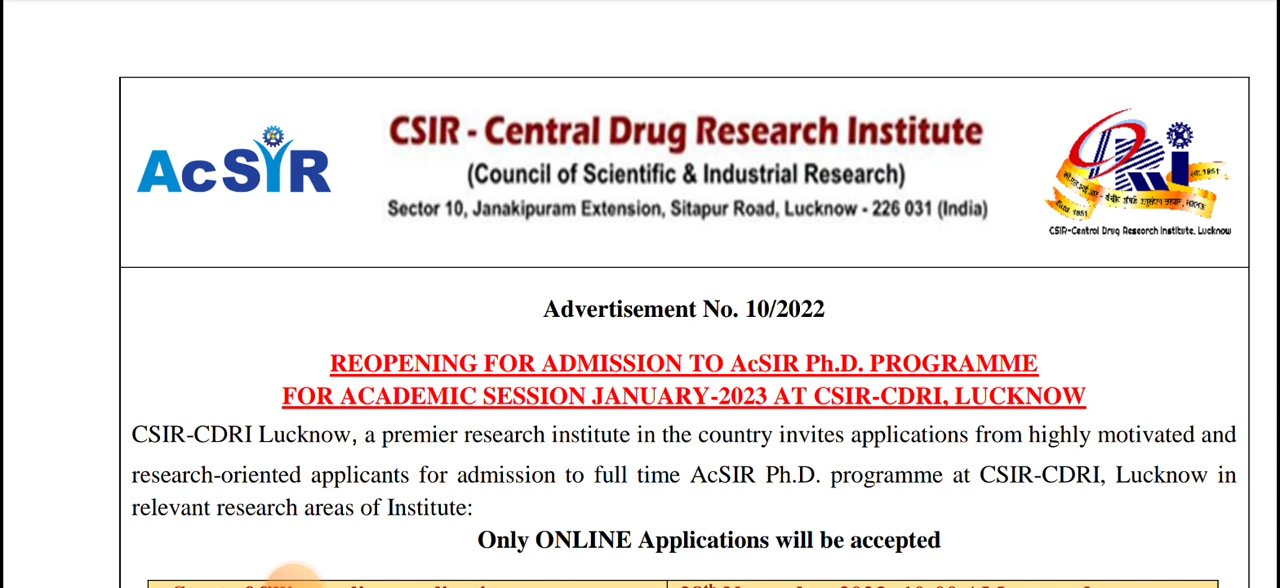 AcSIR
CSIR - Central Drug Research Institute
(Council of Scientific & Industrial Research)
Sector 10, Janakipuram Extension, Sitapur Road, Lucknow - 226 031 (India)
CSIR-Central Drug Research Institute, Lucknow
Advertisement No. 10/2022
REOPENING FOR ADMISSION TO AcSIR Ph.D. PROGRAMME
FOR ACADEMIC SESSION JANUARY-2023 AT CSIR-CDRI, LUCKNOW
CSIR-CDRI Lucknow, a premier research institute in the country invites applications from highly motivated and
research-oriented applicants for admission to full time AcSIR Ph.D. programme at CSIR-CDRI, Lucknow in
relevant research areas of Institute:
Only ONLINE Applications will be accepted